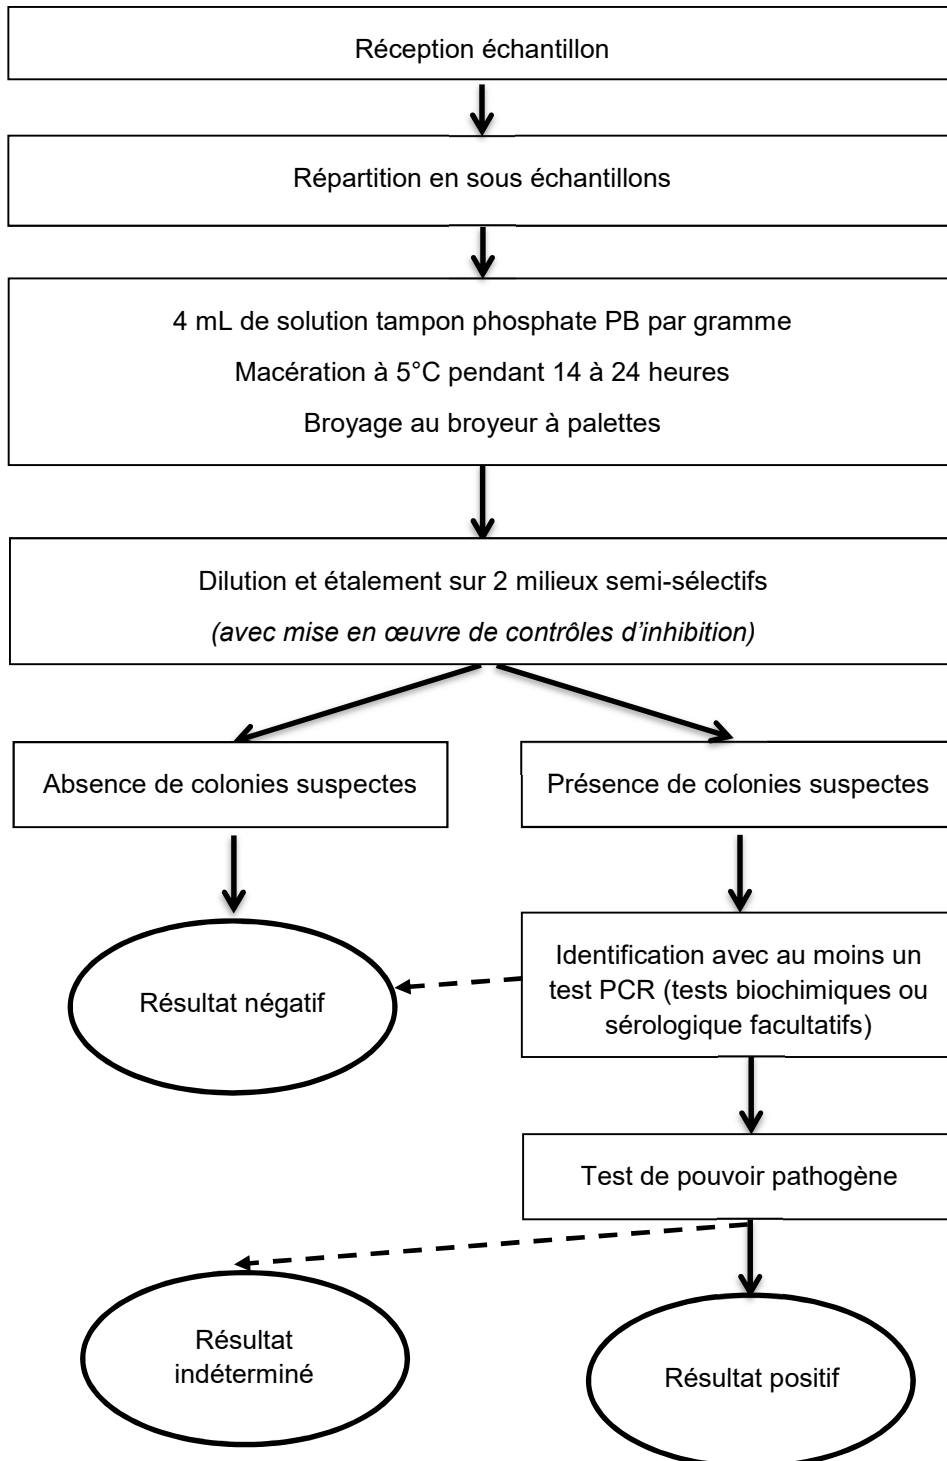 Réception échantillon
Répartition en sous échantillons
4 mL de solution tampon phosphate PB par gramme
Macération à 5°C pendant 14 à 24 heures
Broyage au broyeur à palettes
Dilution et étalement sur 2 milieux semi-sélectifs
(avec mise en œuvre de contrôles d’inhibition)
Absence de colonies suspectes
Présence de colonies suspectes
Résultat négatif
Identification avec au moins un
test PCR (tests biochimiques ou
sérologique facultatifs)
Test de pouvoir pathogène
Résultat
indéterminé
Résultat positif